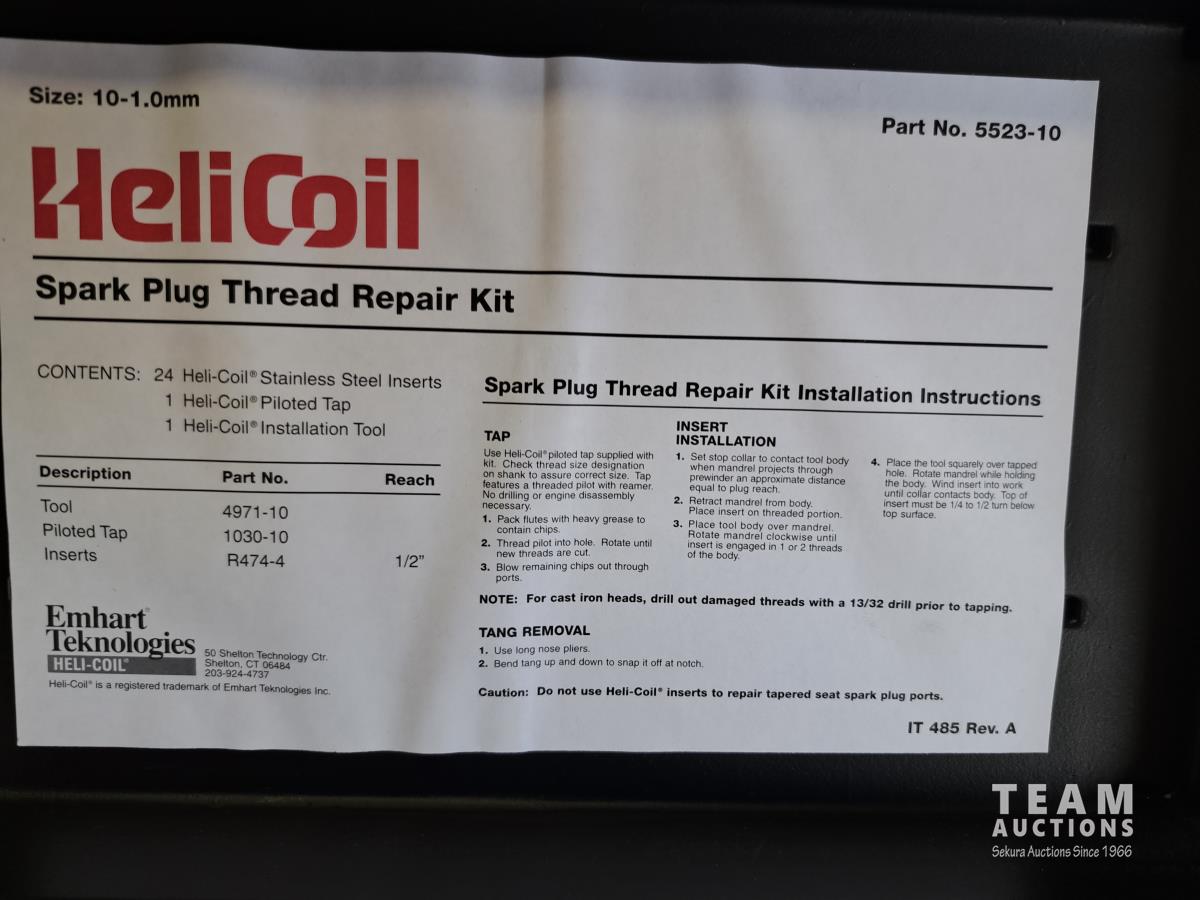 Size: 10-1.0mm
Part No. 5523-10
HeliCoil
Spark Plug Thread Repair Kit
CONTENTS: 24 Heli-Coil® Stainless Steel Inserts
1 Heli-Coil® Piloted Tap
1 Heli-Coil® Installation Tool
Description Part No. Reach
Tool 4971-10
Piloted Tap 1030-10
Inserts R474-4 1/2”
Emhart®
Teknologies
HELI-COIL®
50 Shelton Technology Ctr.
Shelton, CT 06484
203-924-4737
Heli-Coil® is a registered trademark of Emhart Teknologies Inc.
Spark Plug Thread Repair Kit Installation Instructions
TAP
Use Heli-Coil® piloted tap supplied with
kit. Check thread size designation
on shank to assure correct size. Tap
features a threaded pilot with reamer.
No drilling or engine disassembly
necessary.
1. Pack flutes with heavy grease to
contain chips.
2. Thread pilot into hole. Rotate until
new threads are cut.
3. Blow remaining chips out through
ports.
INSERT
INSTALLATION
1. Set stop collar to contact tool body
when mandrel projects through
prewinder an approximate distance
equal to plug reach.
2. Retract mandrel from body.
Place insert on threaded portion.
3. Place tool body over mandrel.
Rotate mandrel clockwise until
insert is engaged in 1 or 2 threads
of the body.
4. Place the tool squarely over tapped
hole. Rotate mandrel while holding
the body. Wind insert into work
until collar contacts body. Top of
insert must be 1/4 to 1/2 turn below
top surface.
NOTE: For cast iron heads, drill out damaged threads with a 13/32 drill prior to tapping.
TANG REMOVAL
1. Use long nose pliers.
2. Bend tang up and down to snap it off at notch.
Caution: Do not use Heli-Coil® inserts to repair tapered seat spark plug ports.
IT 485 Rev. A
TEAM
AUCTIONS
Sekura Auctions Since 1966